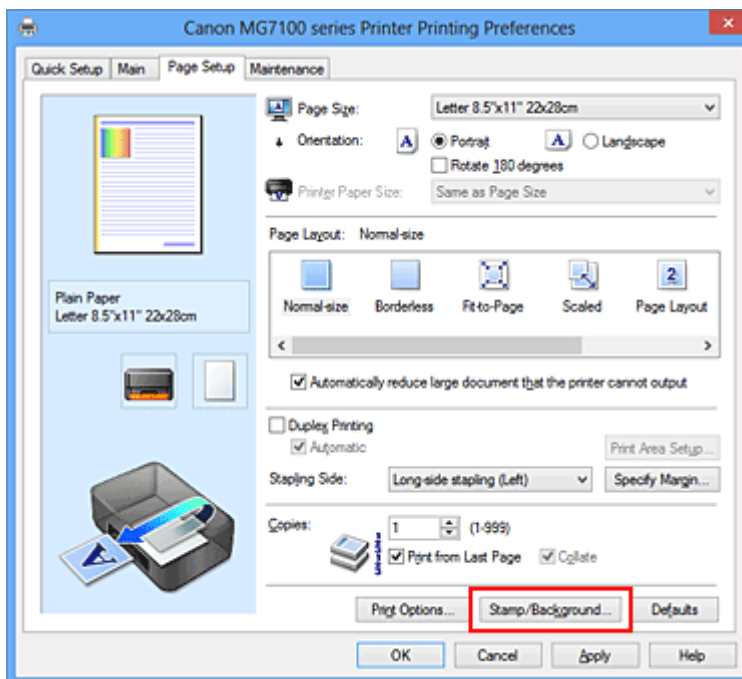 Canon MG7100 series Printer Printing Preferences
Quick Setup Main Page Setup Maintenance
Page Size: Letter 8.5"x11" 22x28cm
Orientation: A Portrait A Landscape
Rotate 180 degrees
Printer Paper Size: Same as Page Size
Page Layout: Normal-size
2
Normal-size Borderless Fit-to-Page Scaled Page Layout
Plain Paper
Letter 8.5"x11" 22x28cm
Automatically reduce large document that the printer cannot output
Duplex Printing
Automatic Print Area Setup...
Stapling Side: Long-side stapling (Left) Specify Margin...
Copies: 1 (1-999)
Print from Last Page Collate
A
Print Options... Stamp/Background... Defaults
OK Cancel Apply Help